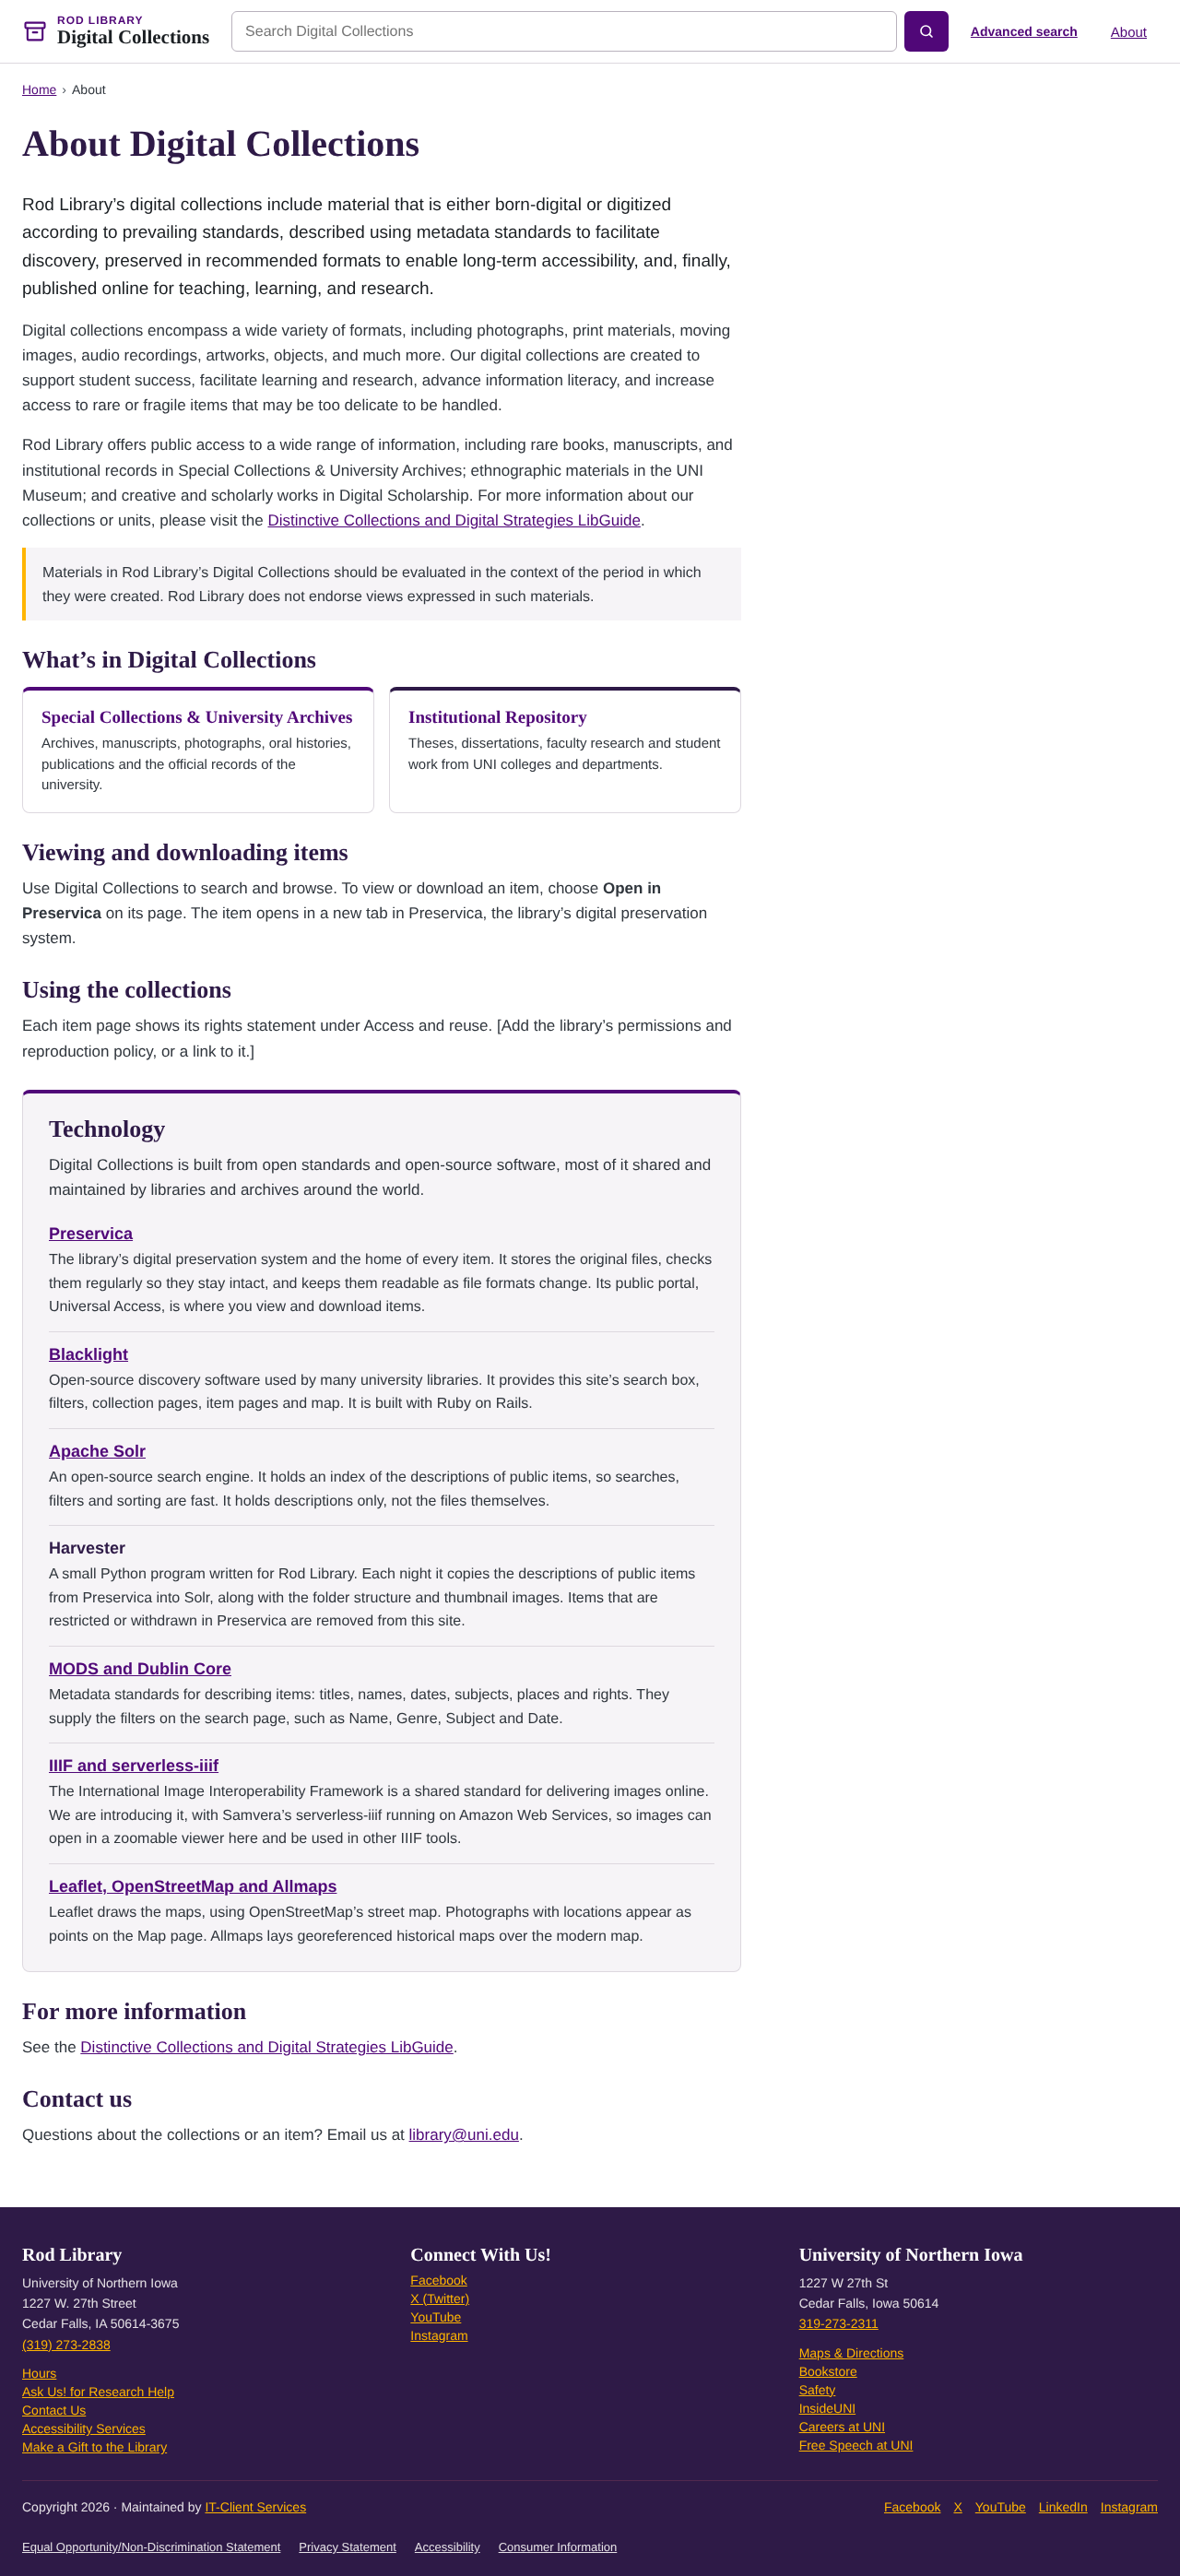 ROD LIBRARY
Digital Collections
Search Digital Collections
Advanced search
About
Home › About
About Digital Collections
Rod Library’s digital collections include material that is either born-digital or digitized
according to prevailing standards, described using metadata standards to facilitate
discovery, preserved in recommended formats to enable long-term accessibility, and, finally,
published online for teaching, learning, and research.
Digital collections encompass a wide variety of formats, including photographs, print materials, moving
images, audio recordings, artworks, objects, and much more. Our digital collections are created to
support student success, facilitate learning and research, advance information literacy, and increase
access to rare or fragile items that may be too delicate to be handled.
Rod Library offers public access to a wide range of information, including rare books, manuscripts, and
institutional records in Special Collections & University Archives; ethnographic materials in the UNI
Museum; and creative and scholarly works in Digital Scholarship. For more information about our
collections or units, please visit the Distinctive Collections and Digital Strategies LibGuide.
Materials in Rod Library’s Digital Collections should be evaluated in the context of the period in which
they were created. Rod Library does not endorse views expressed in such materials.
What’s in Digital Collections
Special Collections & University Archives
Archives, manuscripts, photographs, oral histories,
publications and the official records of the
university.
Institutional Repository
Theses, dissertations, faculty research and student
work from UNI colleges and departments.
Viewing and downloading items
Use Digital Collections to search and browse. To view or download an item, choose Open in
Preservica on its page. The item opens in a new tab in Preservica, the library’s digital preservation
system.
Using the collections
Each item page shows its rights statement under Access and reuse. [Add the library’s permissions and
reproduction policy, or a link to it.]
Technology
Digital Collections is built from open standards and open-source software, most of it shared and
maintained by libraries and archives around the world.
Preservica
The library’s digital preservation system and the home of every item. It stores the original files, checks
them regularly so they stay intact, and keeps them readable as file formats change. Its public portal,
Universal Access, is where you view and download items.
Blacklight
Open-source discovery software used by many university libraries. It provides this site’s search box,
filters, collection pages, item pages and map. It is built with Ruby on Rails.
Apache Solr
An open-source search engine. It holds an index of the descriptions of public items, so searches,
filters and sorting are fast. It holds descriptions only, not the files themselves.
Harvester
A small Python program written for Rod Library. Each night it copies the descriptions of public items
from Preservica into Solr, along with the folder structure and thumbnail images. Items that are
restricted or withdrawn in Preservica are removed from this site.
MODS and Dublin Core
Metadata standards for describing items: titles, names, dates, subjects, places and rights. They
supply the filters on the search page, such as Name, Genre, Subject and Date.
IIIF and serverless-iiif
The International Image Interoperability Framework is a shared standard for delivering images online.
We are introducing it, with Samvera’s serverless-iiif running on Amazon Web Services, so images can
open in a zoomable viewer here and be used in other IIIF tools.
Leaflet, OpenStreetMap and Allmaps
Leaflet draws the maps, using OpenStreetMap’s street map. Photographs with locations appear as
points on the Map page. Allmaps lays georeferenced historical maps over the modern map.
For more information
See the Distinctive Collections and Digital Strategies LibGuide.
Contact us
Questions about the collections or an item? Email us at library@uni.edu.
Rod Library
University of Northern Iowa
1227 W. 27th Street
Cedar Falls, IA 50614-3675
(319) 273-2838
Hours
Ask Us! for Research Help
Contact Us
Accessibility Services
Make a Gift to the Library
Connect With Us!
Facebook
X (Twitter)
YouTube
Instagram
University of Northern Iowa
1227 W 27th St
Cedar Falls, Iowa 50614
319-273-2311
Maps & Directions
Bookstore
Safety
InsideUNI
Careers at UNI
Free Speech at UNI
Copyright 2026 · Maintained by IT-Client Services
Facebook X YouTube LinkedIn Instagram
Equal Opportunity/Non-Discrimination Statement Privacy Statement Accessibility Consumer Information